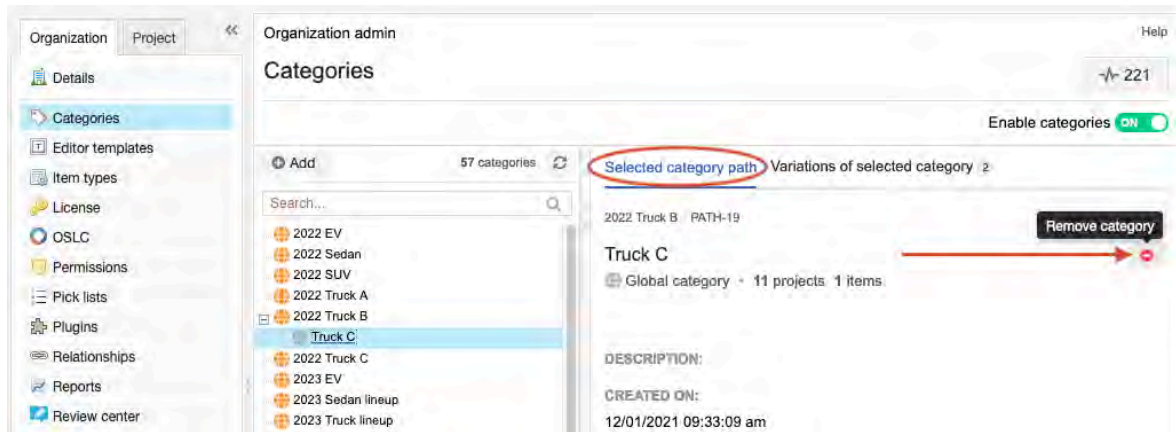 Organization Project
Details
Categories
Editor templates
Item types
License
OSLC
Permissions
Pick lists
Plugins
Relationships
Reports
Review center
Organization admin
Help
Categories
221
Enable categories ON
Add 57 categories
Search...
2022 EV
2022 Sedan
2022 SUV
2022 Truck A
2022 Truck B
Truck C
2022 Truck C
2023 EV
2023 Sedan lineup
2023 Truck lineup
Selected category path Variations of selected category 2
2022 Truck B PATH-19
Remove category
Truck C
Global category • 11 projects 1 items
DESCRIPTION:
CREATED ON:
12/01/2021 09:33:09 am